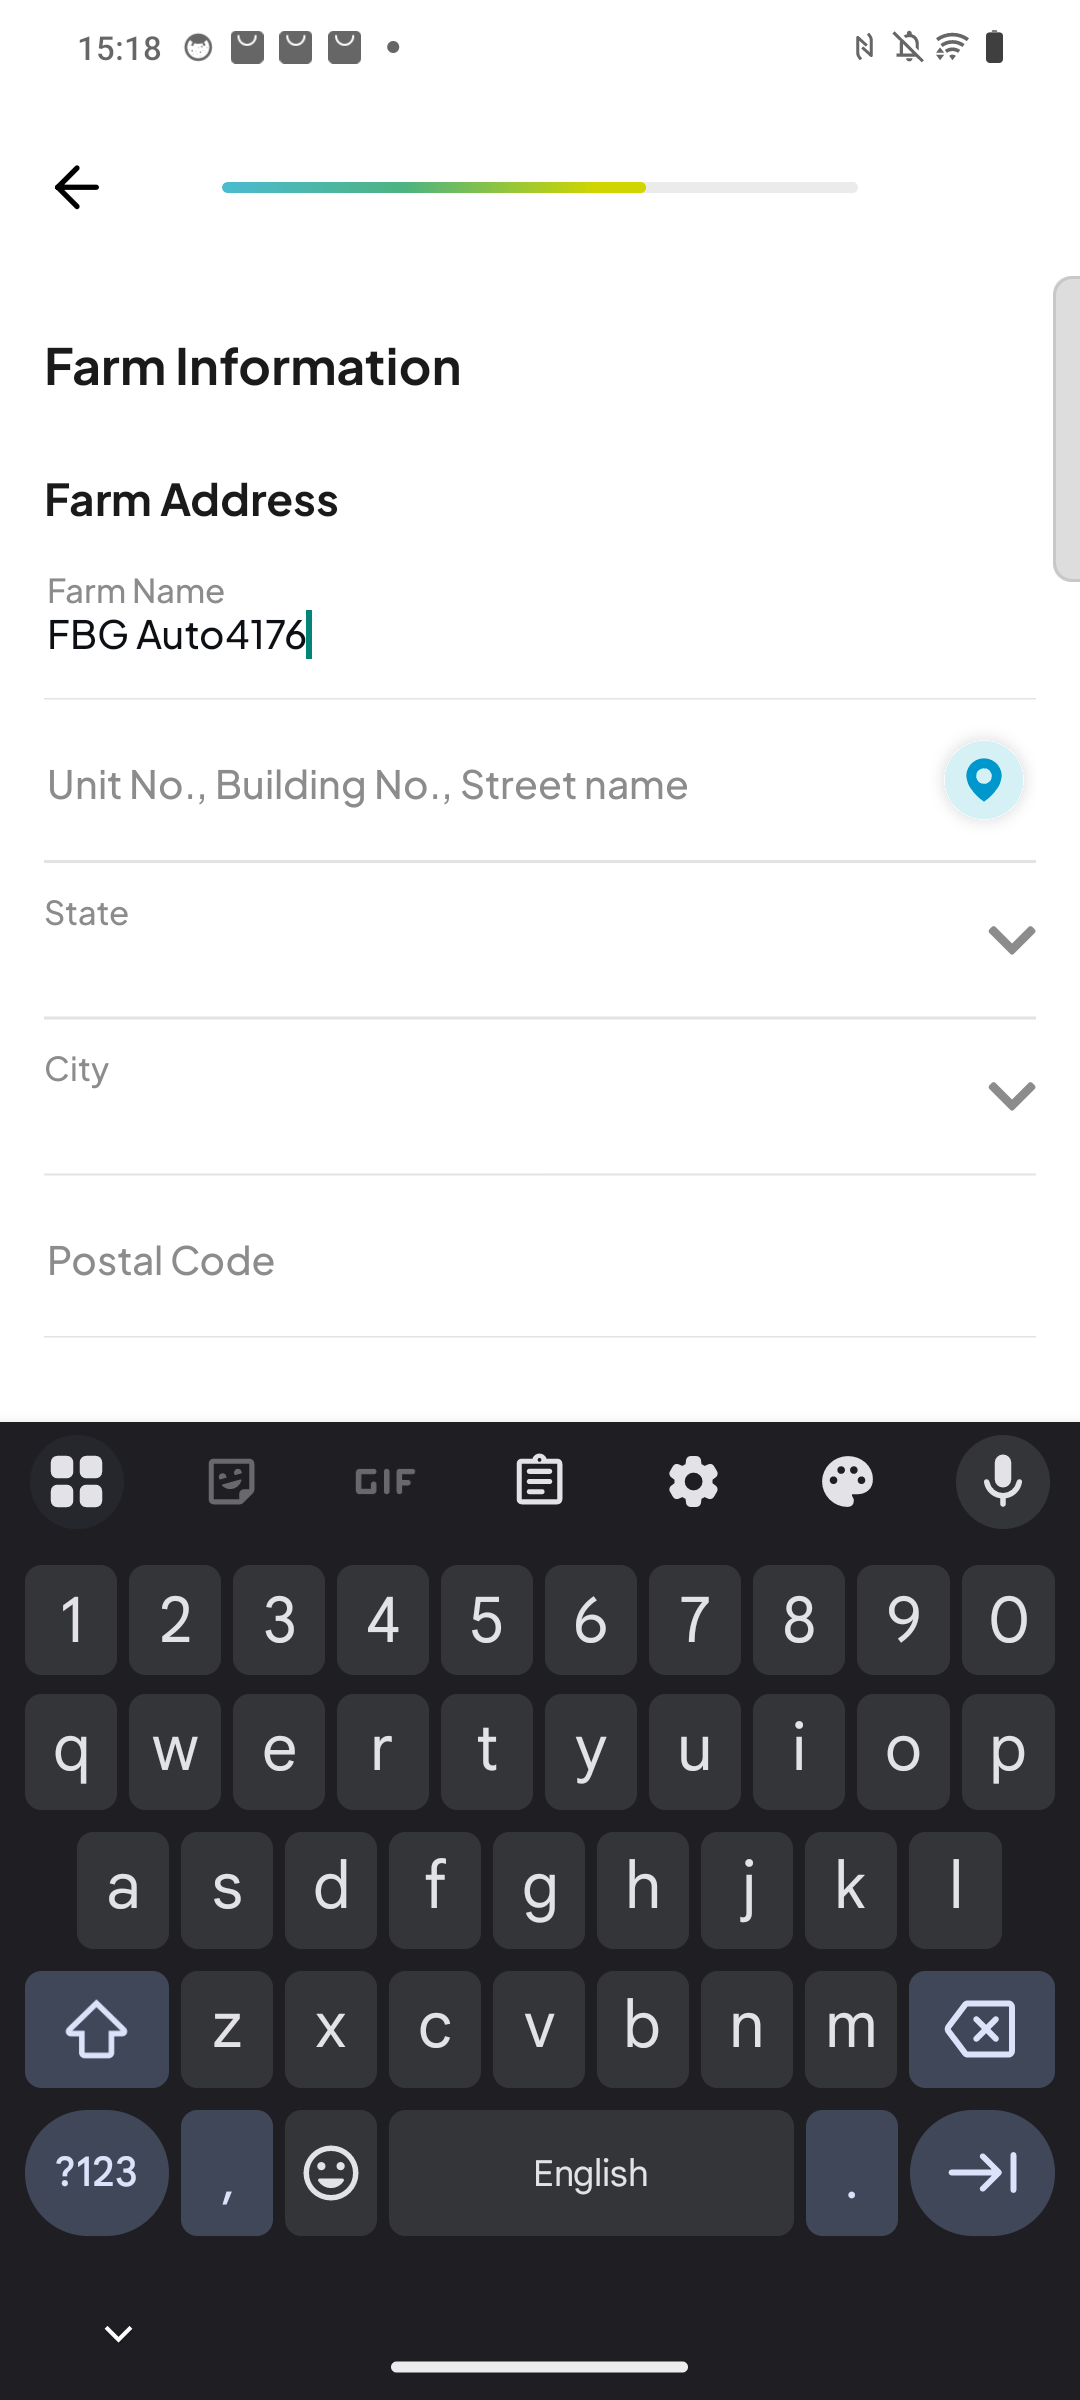 15:18
Farm Information
Farm Address
Farm Name
FBG Auto4176
Unit No., Building No., Street name
State
City
Postal Code
GIF
1 2 3 4 5 6 7 8 9 0
q w e r t y u i o p
a s d f g h j k l
z x c v b n m
?123 , English .